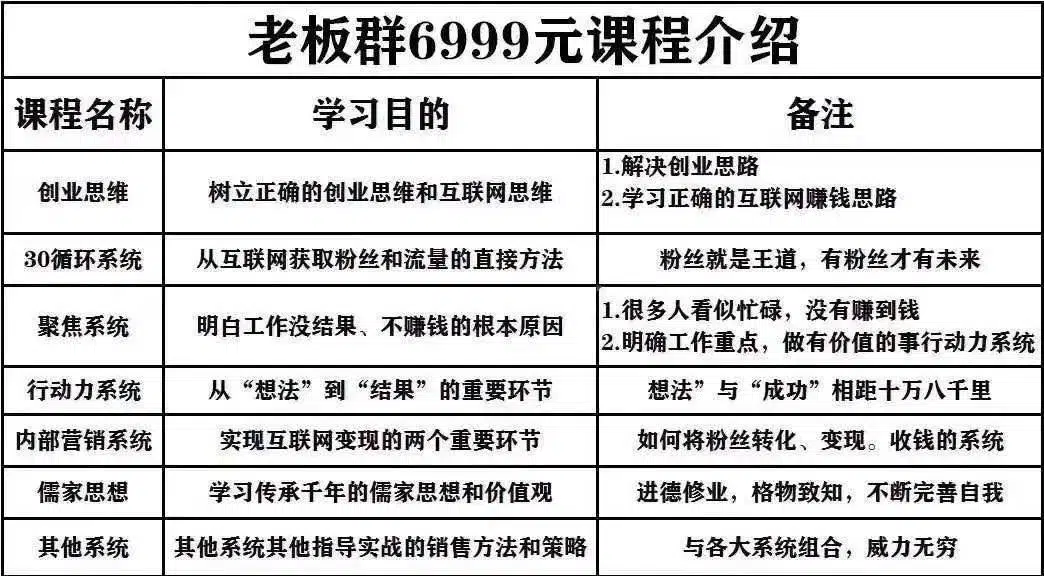 老板群6999元课程介绍
课程名称 学习目的 备注
创业思维 树立正确的创业思维和互联网思维 1.解决创业思路
2.学习正确的互联网赚钱思路
30循环系统 从互联网获取粉丝和流量的直接方法 粉丝就是王道，有粉丝才有未来
聚焦系统 明白工作没结果、不赚钱的根本原因 1.很多人看似忙碌，没有赚到钱
2.明确工作重点，做有价值的事行动力系统
行动力系统 从“想法”到“结果”的重要环节 想法”与“成功”相距十万八千里
内部营销系统 实现互联网变现的两个重要环节 如何将粉丝转化、变现。收钱的系统
儒家思想 学习传承千年的儒家思想和价值观 进德修业，格物致知，不断完善自我
其他系统 其他系统其他指导实战的销售方法和策略 与各大系统组合，威力无穷